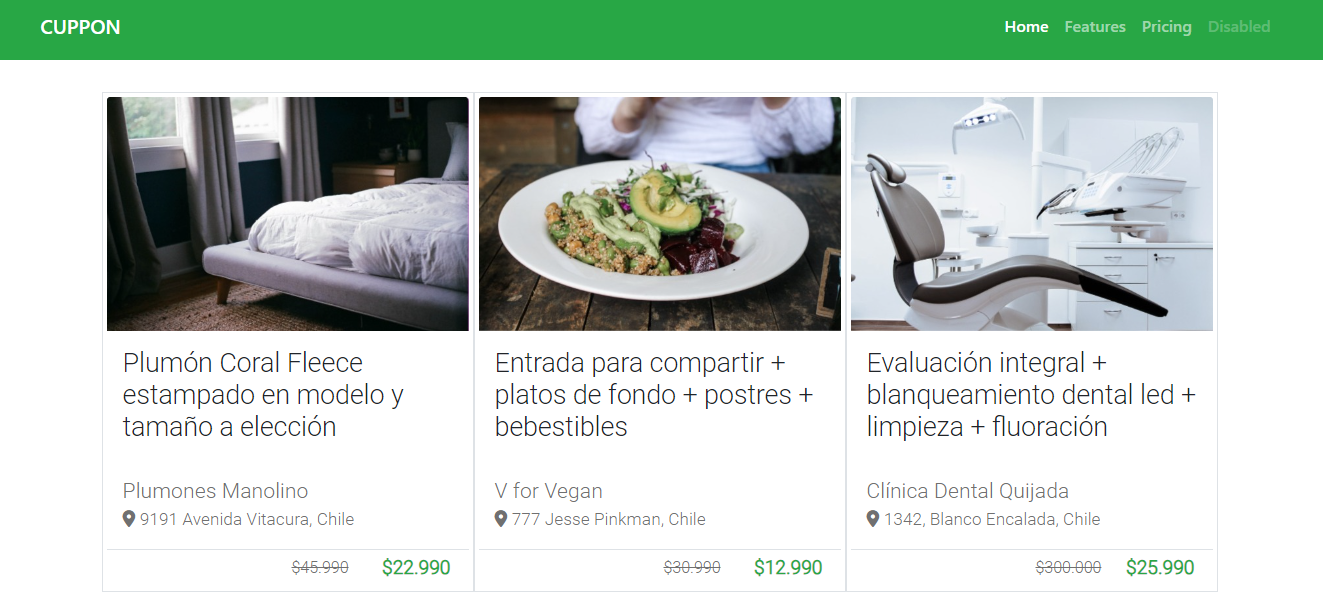 CUPPON
Home Features Pricing Disabled
Plumón Coral Fleece
estampado en modelo y
tamaño a elección
Plumones Manolino
9191 Avenida Vitacura, Chile
$45.990 $22.990
Entrada para compartir +
platos de fondo + postres +
bebestibles
V for Vegan
777 Jesse Pinkman, Chile
$30.990 $12.990
Evaluación integral +
blanqueamiento dental led +
limpieza + fluoración
Clínica Dental Quijada
1342, Blanco Encalada, Chile
$300.000 $25.990